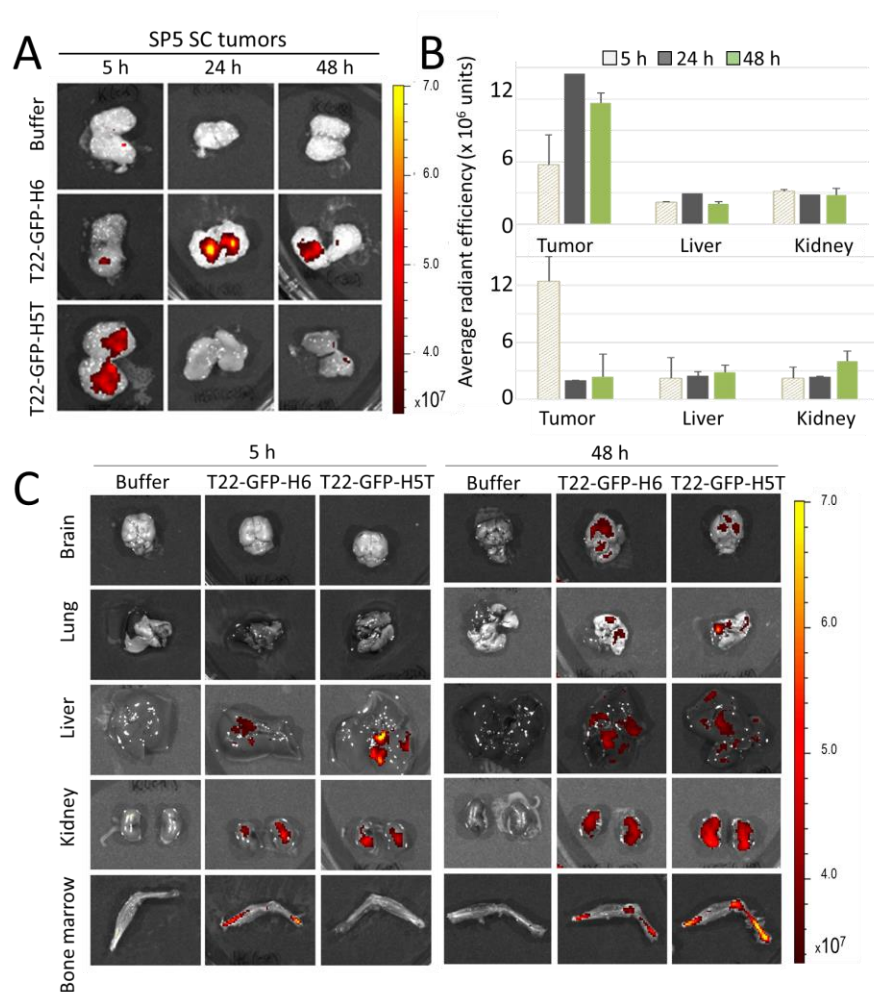 A
SP5 SC tumors
5 h 24 h 48 h
Buffer
T22-GFP-H6
T22-GFP-H5T
7.0
6.0
5.0
4.0
x10⁷
B
5 h 24 h 48 h
Average radiant efficiency (x 10⁶ units)
12
6
0
Tumor Liver Kidney
12
6
0
Tumor Liver Kidney
C
5 h 48 h
Buffer T22-GFP-H6 T22-GFP-H5T Buffer T22-GFP-H6 T22-GFP-H5T
Brain
Lung
Liver
Kidney
Bone marrow
7.0
6.0
5.0
4.0
x10⁷